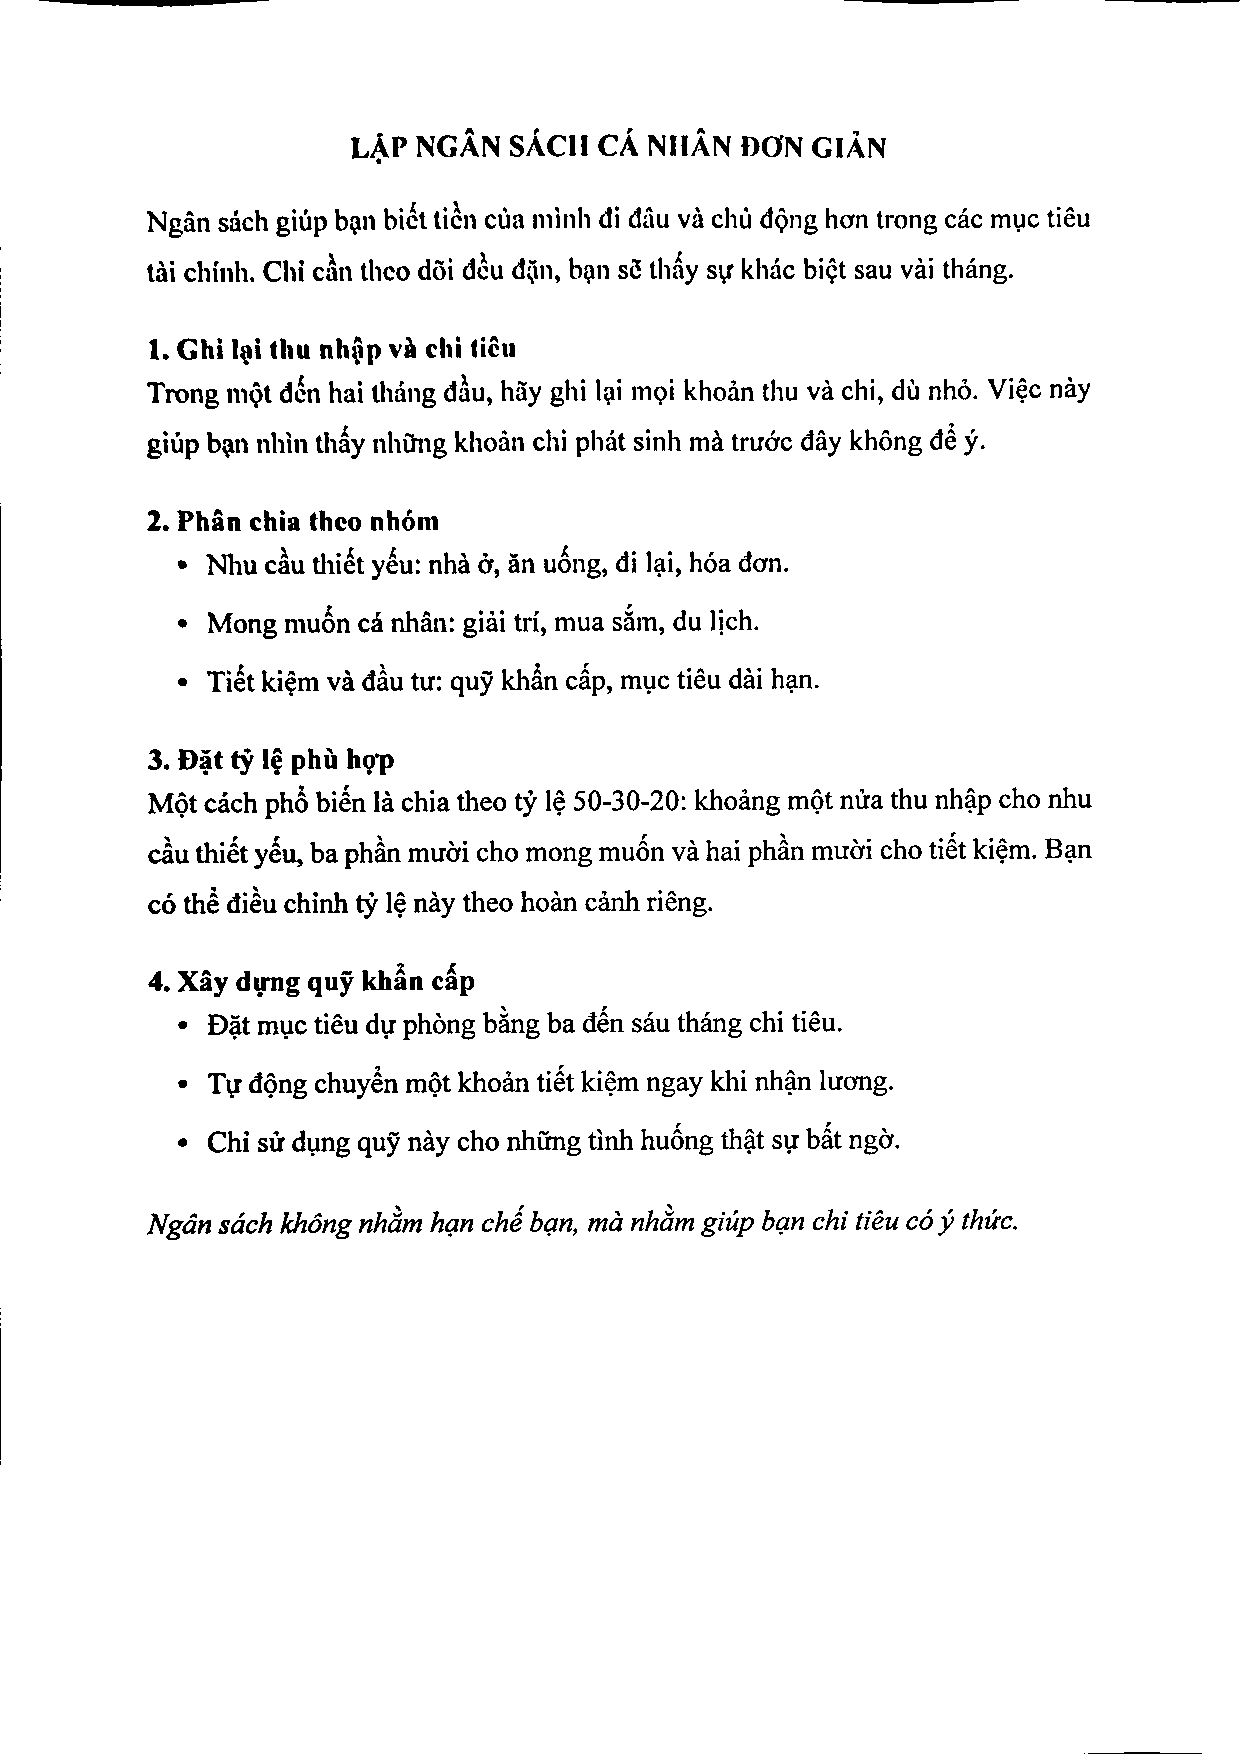 LẬP NGÂN SÁCH CÁ NHÂN ĐƠN GIẢN
Ngân sách giúp bạn biết tiền của mình đi đâu và chủ động hơn trong các mục tiêu
tài chính. Chỉ cần theo dõi đều đặn, bạn sẽ thấy sự khác biệt sau vài tháng.
1. Ghi lại thu nhập và chi tiêu
Trong một đến hai tháng đầu, hãy ghi lại mọi khoản thu và chi, dù nhỏ. Việc này
giúp bạn nhìn thấy những khoản chi phát sinh mà trước đây không để ý.
2. Phân chia theo nhóm
• Nhu cầu thiết yếu: nhà ở, ăn uống, đi lại, hóa đơn.
• Mong muốn cá nhân: giải trí, mua sắm, du lịch.
• Tiết kiệm và đầu tư: quỹ khẩn cấp, mục tiêu dài hạn.
3. Đặt tỷ lệ phù hợp
Một cách phổ biến là chia theo tỷ lệ 50-30-20: khoảng một nửa thu nhập cho nhu
cầu thiết yếu, ba phần mười cho mong muốn và hai phần mười cho tiết kiệm. Bạn
có thể điều chỉnh tỷ lệ này theo hoàn cảnh riêng.
4. Xây dựng quỹ khẩn cấp
• Đặt mục tiêu dự phòng bằng ba đến sáu tháng chi tiêu.
• Tự động chuyển một khoản tiết kiệm ngay khi nhận lương.
• Chỉ sử dụng quỹ này cho những tình huống thật sự bất ngờ.
Ngân sách không nhằm hạn chế bạn, mà nhằm giúp bạn chi tiêu có ý thức.